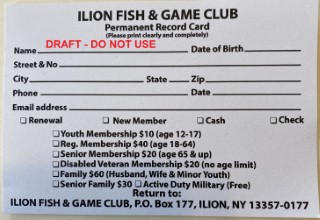 ILION FISH & GAME CLUB
Permanent Record Card
(Please print clearly and completely)
DRAFT - DO NOT USE
Name Date of Birth
Street & No
City State Zip
Phone Date
Email address
☐ Renewal ☐ New Member ☐ Cash ☐ Check
☐Youth Membership $10 (age 12-17)
☐Reg. Membership $40 (age 18-64)
☐Senior Membership $20 (age 65 & up)
☐Disabled Veteran Membership $20 (no age limit)
☐Family $60 (Husband, Wife & Minor Youth)
☐Senior Family $30 ☐ Active Duty Military (Free)
Return to:
ILION FISH & GAME CLUB, P.O. Box 177, ILION, NY 13357-0177